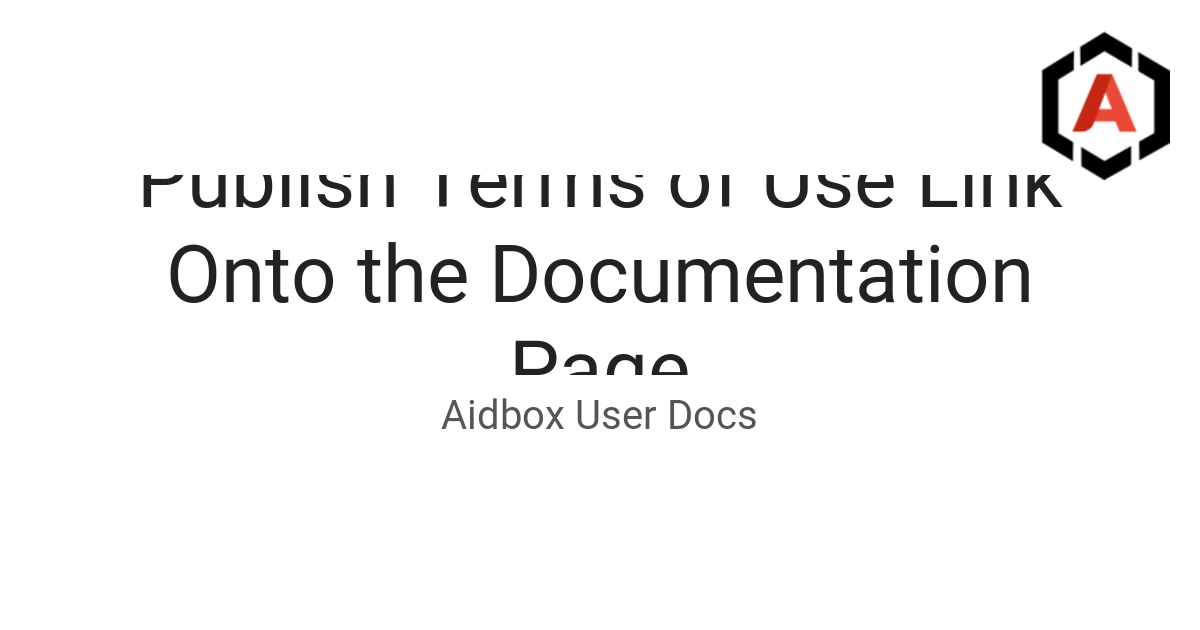 Publish Terms of Use Link
Onto the Documentation
Page
Aidbox User Docs